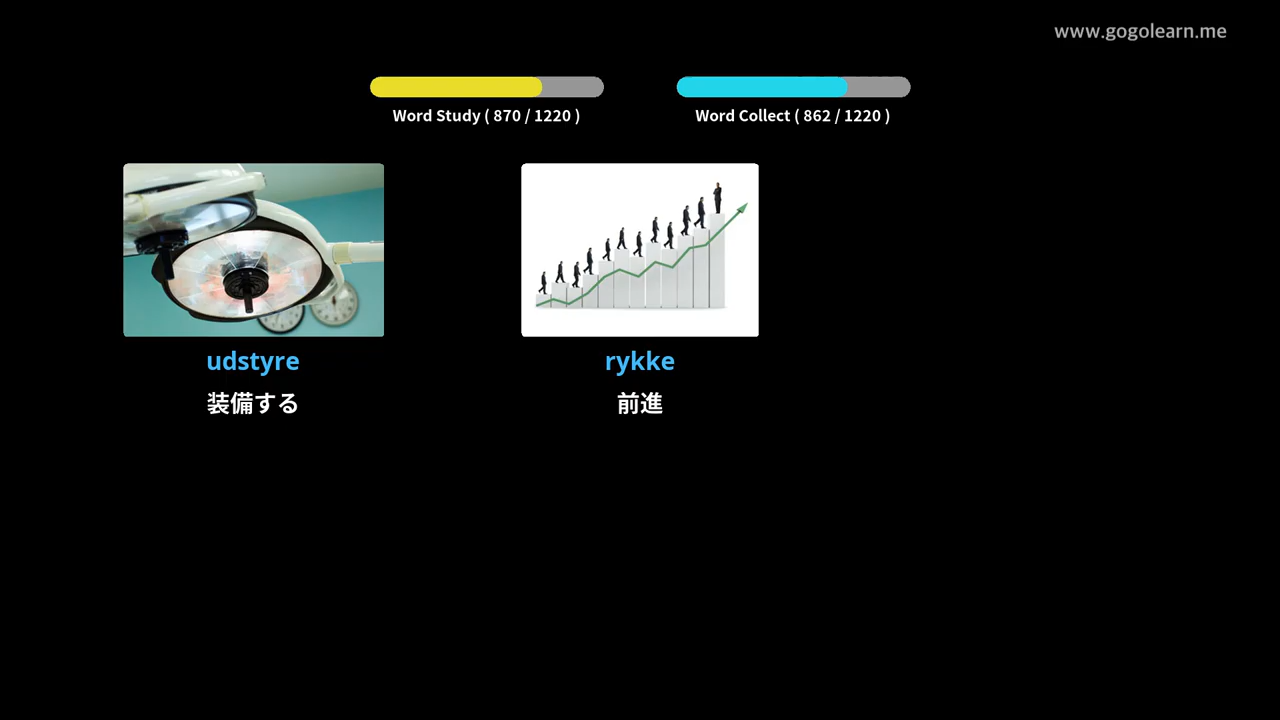 www.gogolearn.me
Word Study ( 870 / 1220 )
Word Collect ( 862 / 1220 )
udstyre
装備する
rykke
前進